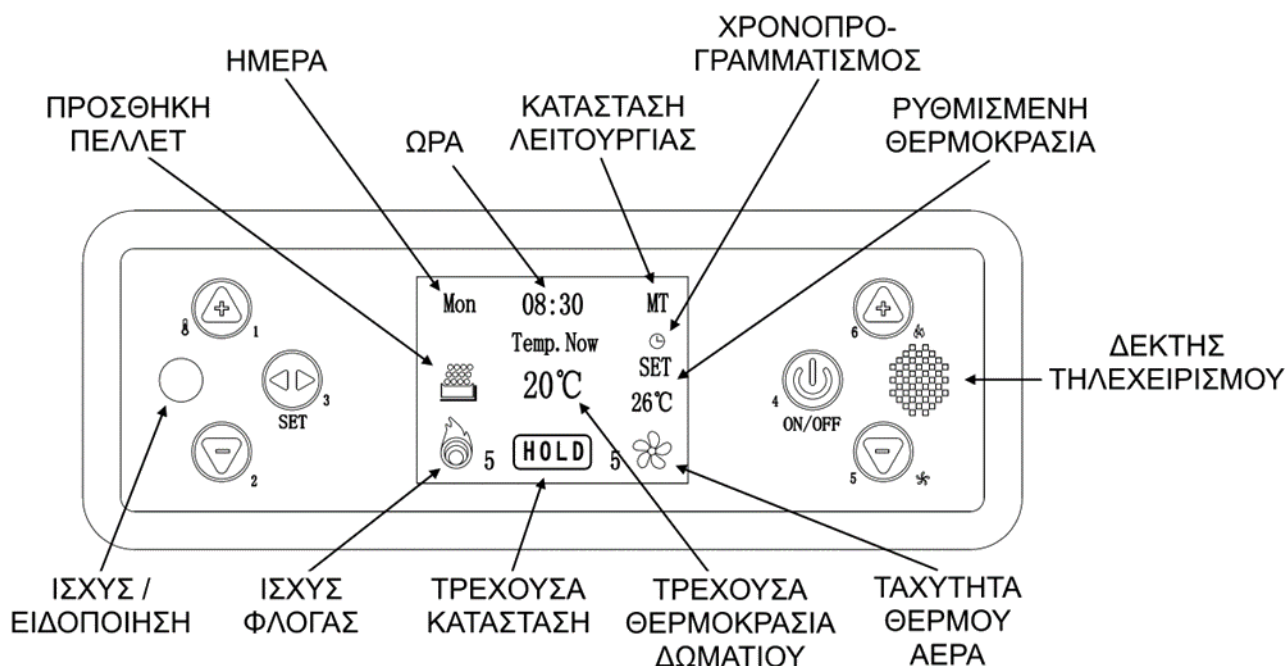 ΧΡΟΝΟΠΡΟ-
ΓΡΑΜΜΑΤΙΣΜΟΣ
ΗΜΕΡΑ
ΠΡΟΣΘΗΚΗ
ΠΕΛΛΕΤ
ΩΡΑ
ΚΑΤΑΣΤΑΣΗ
ΛΕΙΤΟΥΡΓΙΑΣ
ΡΥΘΜΙΣΜΕΝΗ
ΘΕΡΜΟΚΡΑΣΙΑ
Mon 08:30 MT
Temp. Now
SET
20℃
26℃
5 HOLD 5
1
3
SET
2
6
4
ON/OFF
5
ΔΕΚΤΗΣ
ΤΗΛΕΧΕΙΡΙΣΜΟΥ
ΙΣΧΥΣ /
ΕΙΔΟΠΟΙΗΣΗ
ΙΣΧΥΣ
ΦΛΟΓΑΣ
ΤΡΕΧΟΥΣΑ
ΚΑΤΑΣΤΑΣΗ
ΤΡΕΧΟΥΣΑ
ΘΕΡΜΟΚΡΑΣΙΑ
ΔΩΜΑΤΙΟΥ
ΤΑΧΥΤΗΤΑ
ΘΕΡΜΟΥ
ΑΕΡΑ